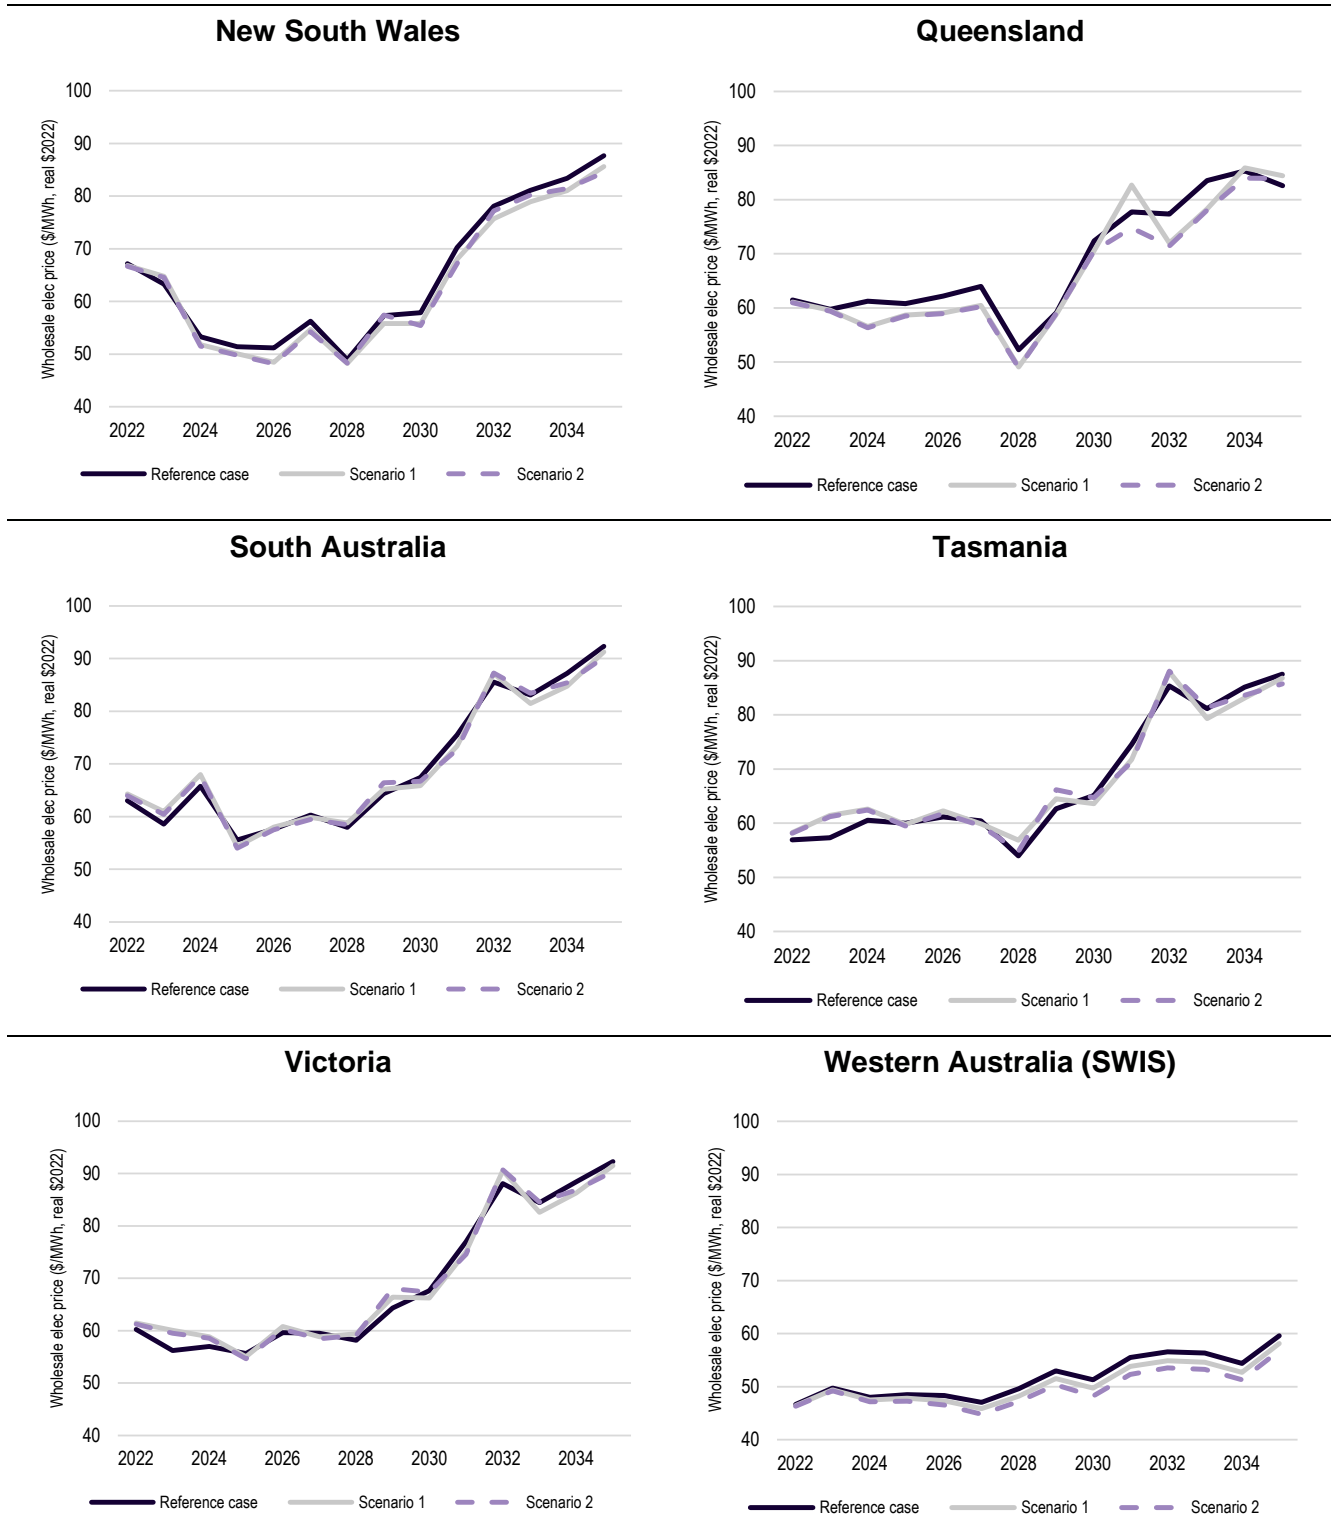 New South Wales
Wholesale elec price ($/MWh, real $2022)
100
90
80
70
60
50
40
2022 2024 2026 2028 2030 2032 2034
Reference case Scenario 1 Scenario 2
Queensland
Wholesale elec price ($/MWh, real $2022)
100
90
80
70
60
50
40
2022 2024 2026 2028 2030 2032 2034
Reference case Scenario 1 Scenario 2
South Australia
Wholesale elec price ($/MWh, real $2022)
100
90
80
70
60
50
40
2022 2024 2026 2028 2030 2032 2034
Reference case Scenario 1 Scenario 2
Tasmania
Wholesale elec price ($/MWh, real $2022)
100
90
80
70
60
50
40
2022 2024 2026 2028 2030 2032 2034
Reference case Scenario 1 Scenario 2
Victoria
Wholesale elec price ($/MWh, real $2022)
100
90
80
70
60
50
40
2022 2024 2026 2028 2030 2032 2034
Reference case Scenario 1 Scenario 2
Western Australia (SWIS)
Wholesale elec price ($/MWh, real $2022)
100
90
80
70
60
50
40
2022 2024 2026 2028 2030 2032 2034
Reference case Scenario 1 Scenario 2